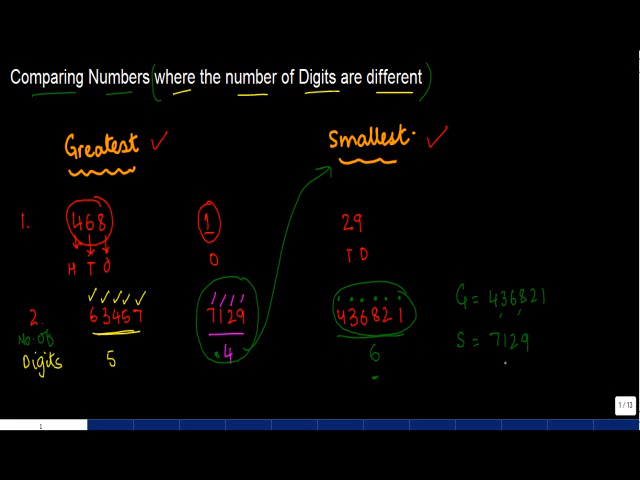 Comparing Numbers (where the number of Digits are different)
Greatest ✓ Smallest. ✓
1. 468 1 29
H T O O T O
2. 63457 7129 436821 G = 436821
No. of
Digits 5 4 6 S = 7129
1 / 13
1